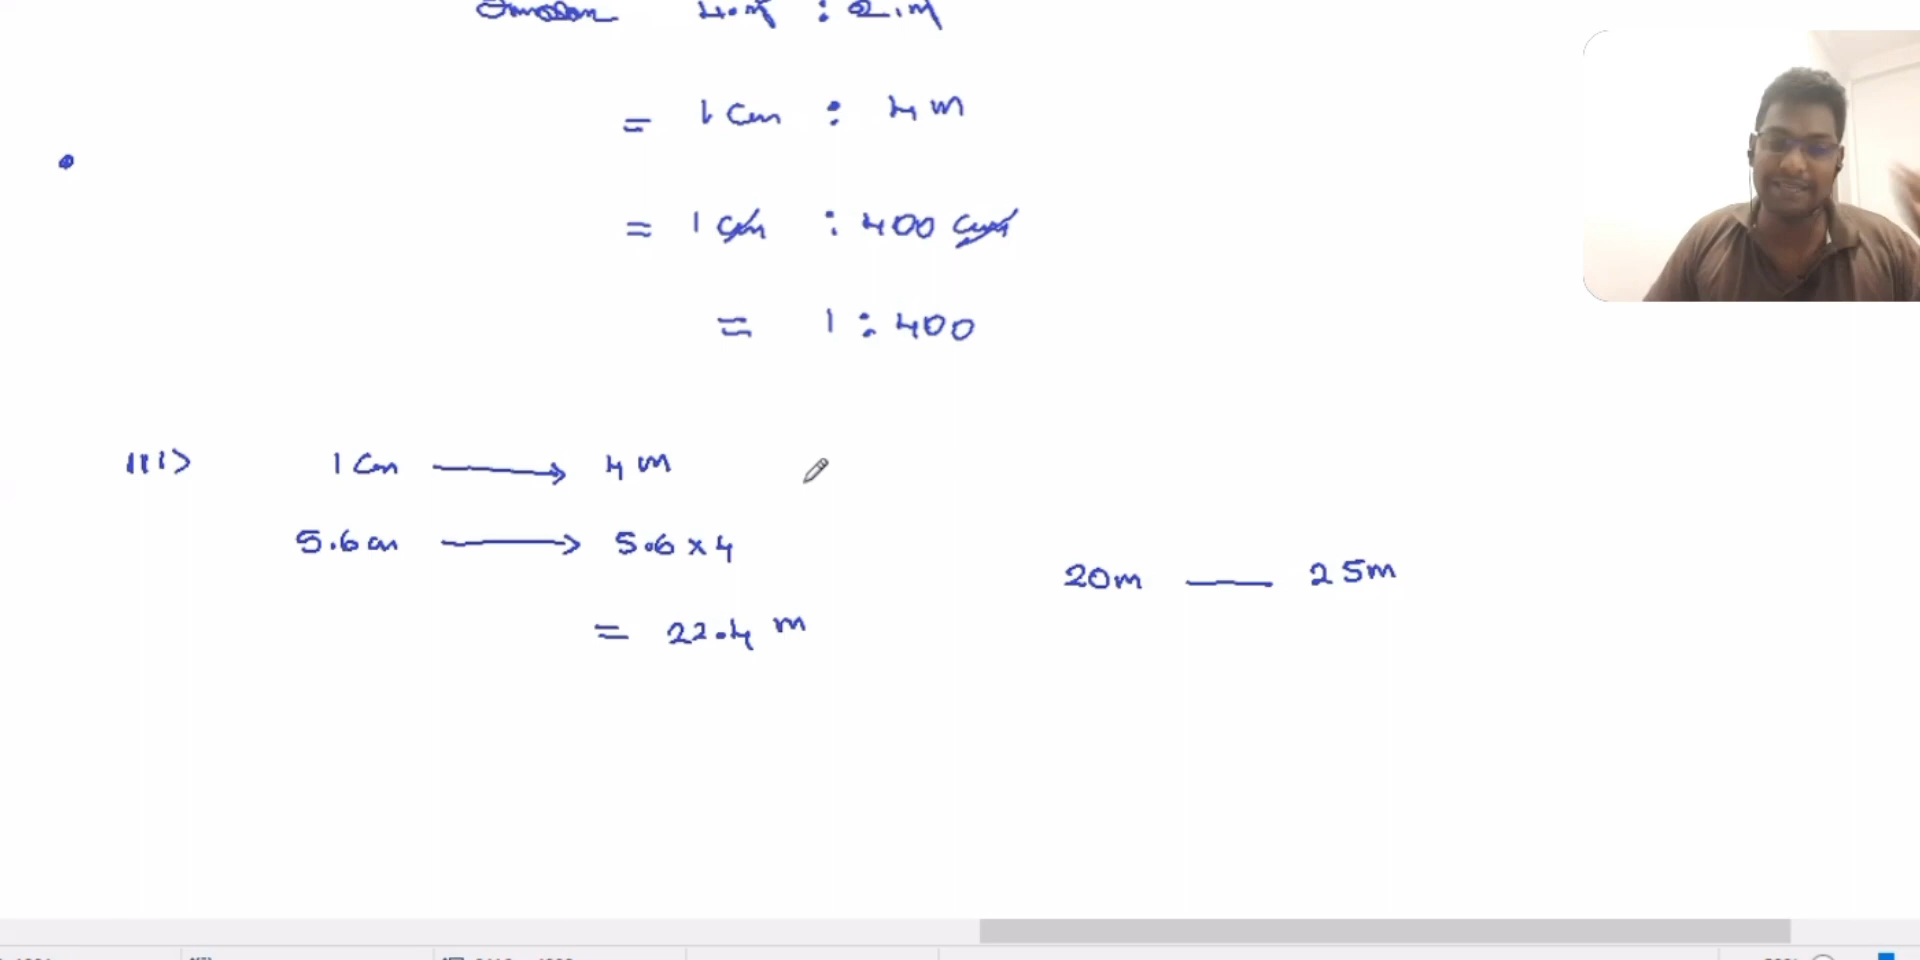 = 1 cm : 4 m
= 1 cm : 400 cm
= 1 : 400
iii> 1 cm → 4 m
5.6 cm → 5.6 × 4
= 22.4 m
20m — 25m